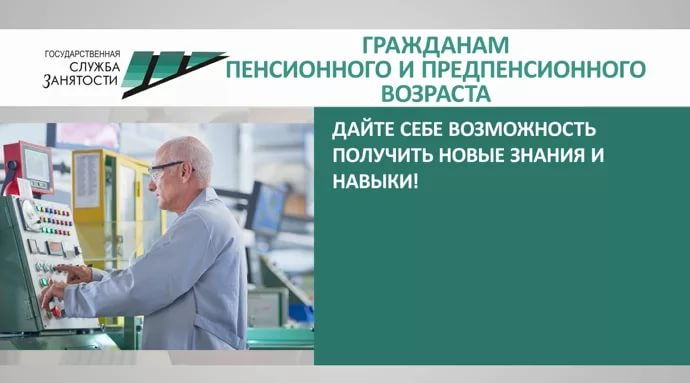 ГОСУДАРСТВЕННАЯ
СЛУЖБА
ЗАНЯТОСТИ
ГРАЖДАНАМ
ПЕНСИОННОГО И ПРЕДПЕНСИОННОГО
ВОЗРАСТА
ДАЙТЕ СЕБЕ ВОЗМОЖНОСТЬ
ПОЛУЧИТЬ НОВЫЕ ЗНАНИЯ И
НАВЫКИ!